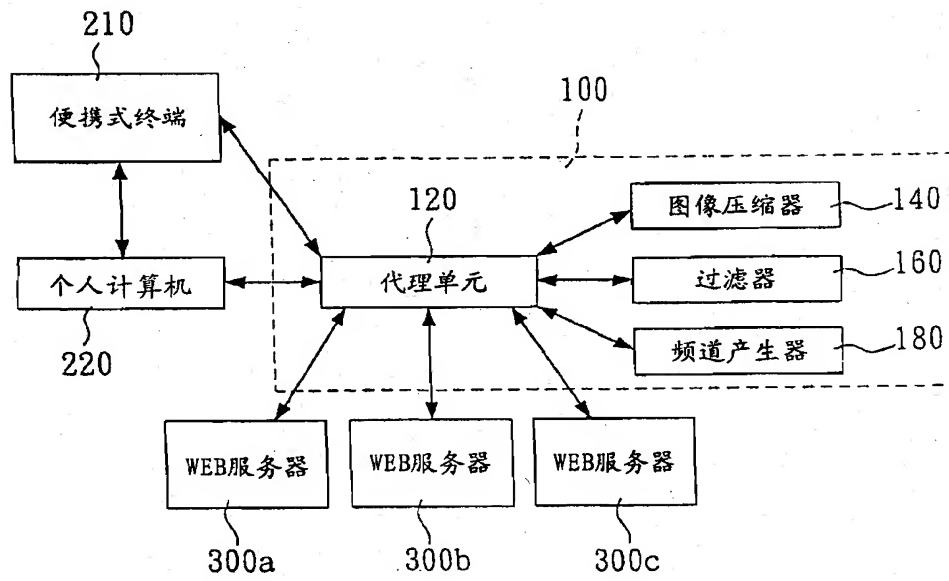 210
便携式终端
100
120
图像压缩器
140
个人计算机
代理单元
过滤器
160
220
频道产生器
180
WEB服务器
WEB服务器
WEB服务器
300a
300b
300c